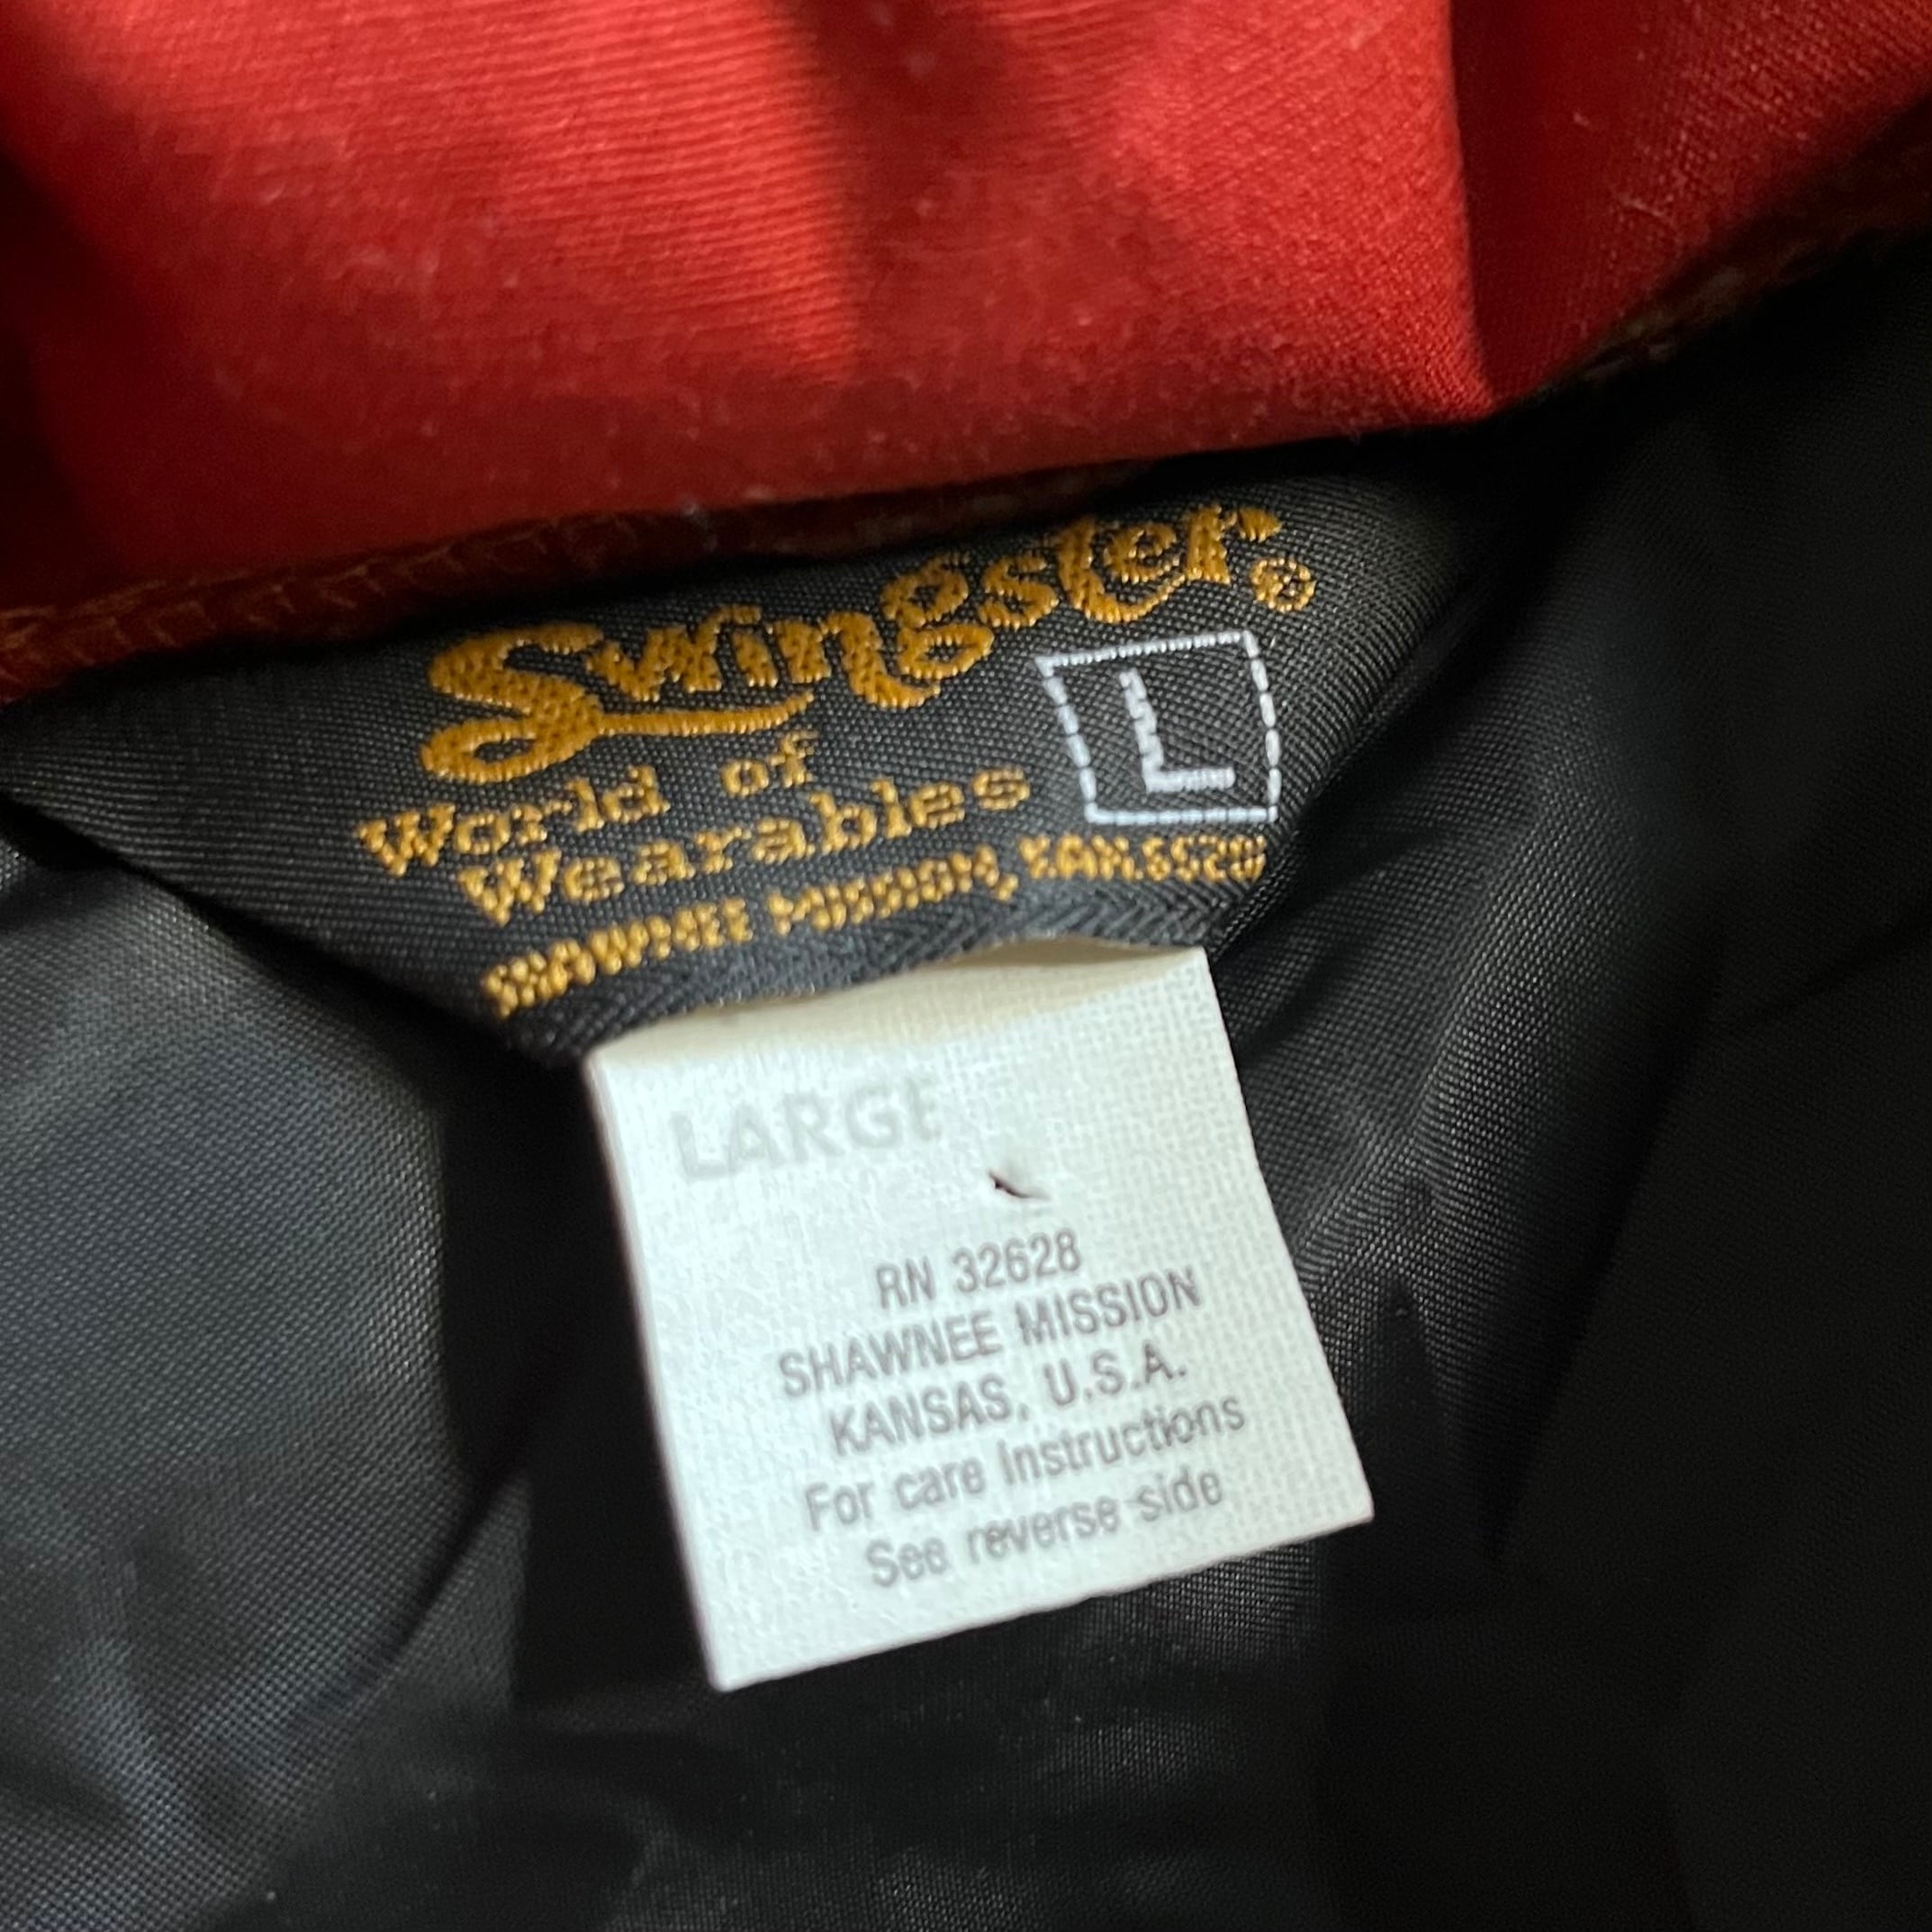 Swingster®
L
World of
Wearables
SHAWNEE MISSION, KAN.
LARGE
RN 32628
SHAWNEE MISSION
KANSAS, U.S.A.
For care Instructions
See reverse side